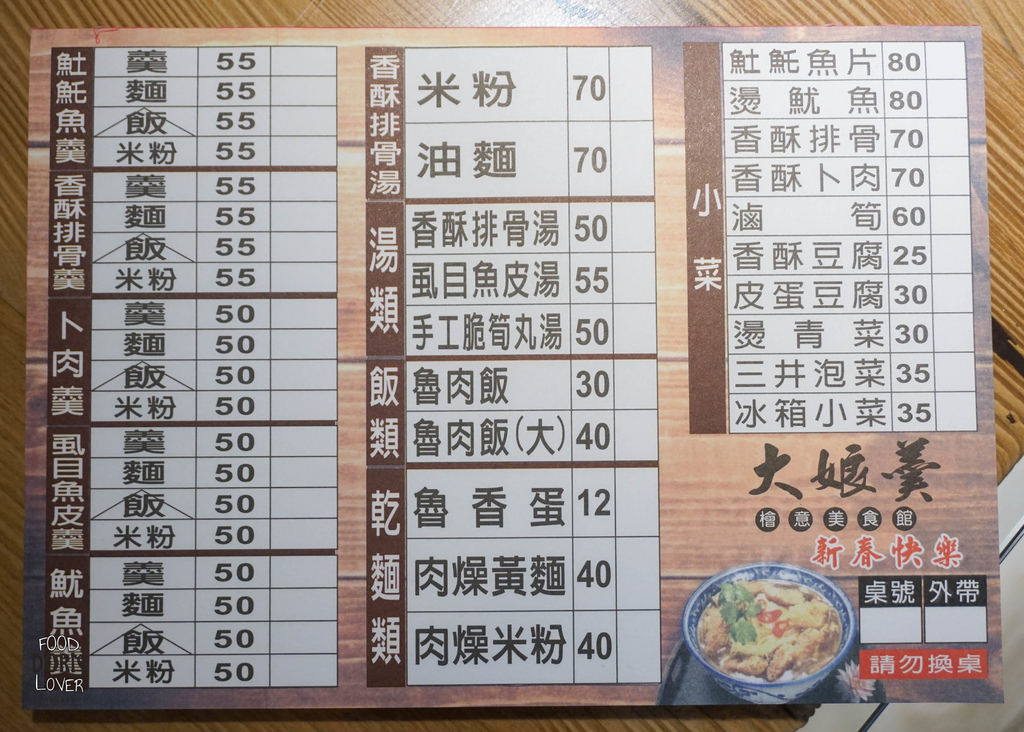 魠魠魚羹
羹 55
麵 55
飯 55
米粉 55
香酥排骨羹
羹 55
麵 55
飯 55
米粉 55
卜肉羹
羹 50
麵 50
飯 50
米粉 50
虱目魚皮羹
羹 50
麵 50
飯 50
米粉 50
魷魚
羹 50
麵 50
飯 50
米粉 50
香酥排骨湯
米粉 70
油麵 70
湯類
香酥排骨湯 50
虱目魚皮湯 55
手工脆筍丸湯 50
飯類
魯肉飯 30
魯肉飯(大) 40
乾麵類
魯香蛋 12
肉燥黃麵 40
肉燥米粉 40
小菜
𩵚魠魚片 80
燙魷魚 80
香酥排骨 70
香酥卜肉 70
滷筍 60
香酥豆腐 25
皮蛋豆腐 30
燙青菜 30
三井泡菜 35
冰箱小菜 35
大娘羹
檜意美食館
新春快樂
桌號 外帶
請勿換桌
FOOD
LOVER